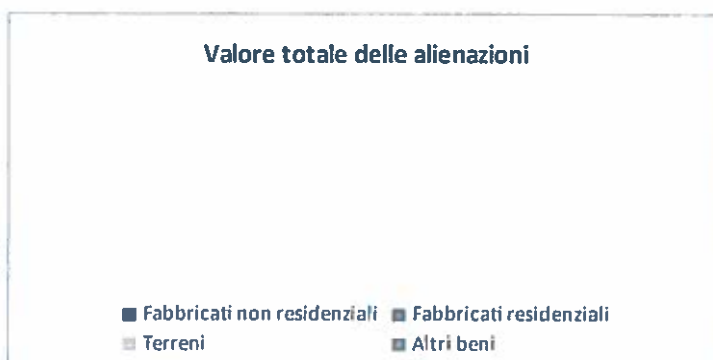 Valore totale delle alienazioni
Fabbricati non residenziali Fabbricati residenziali
Terreni Altri beni